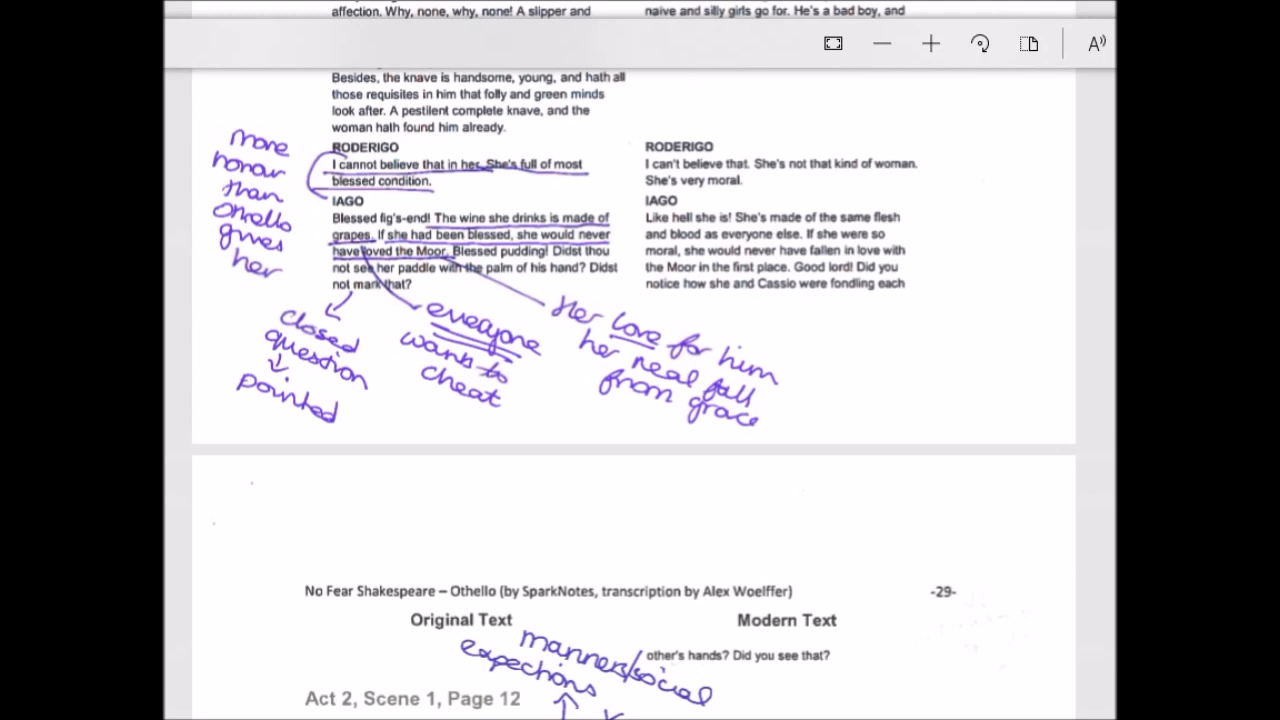 affection. Why, none, why, none! A slipper and
naive and silly girls go for. He's a bad boy, and
A
Besides, the knave is handsome, young, and hath all
those requisites in him that folly and green minds
look after. A pestilent complete knave, and the
woman hath found him already.
RODERIGO
I cannot believe that in her. She's full of most
blessed condition.
IAGO
Blessed fig's-end! The wine she drinks is made of
grapes. If she had been blessed, she would never
have loved the Moor. Blessed pudding! Didst thou
not see her paddle with the palm of his hand? Didst
not mark that?
RODERIGO
I can't believe that. She's not that kind of woman.
She's very moral.
IAGO
Like hell she is! She's made of the same flesh
and blood as everyone else. If she were so
moral, she would never have fallen in love with
the Moor in the first place. Good lord! Did you
notice how she and Cassio were fondling each
more
honour
than
Othello
gives
her
closed
question
pointed
everyone
wants to
cheat
Her love for him
her real fall
from grace
No Fear Shakespeare – Othello (by SparkNotes, transcription by Alex Woelffer)
-29-
Original Text
Modern Text
manners/social
expections
other's hands? Did you see that?
Act 2, Scene 1, Page 12